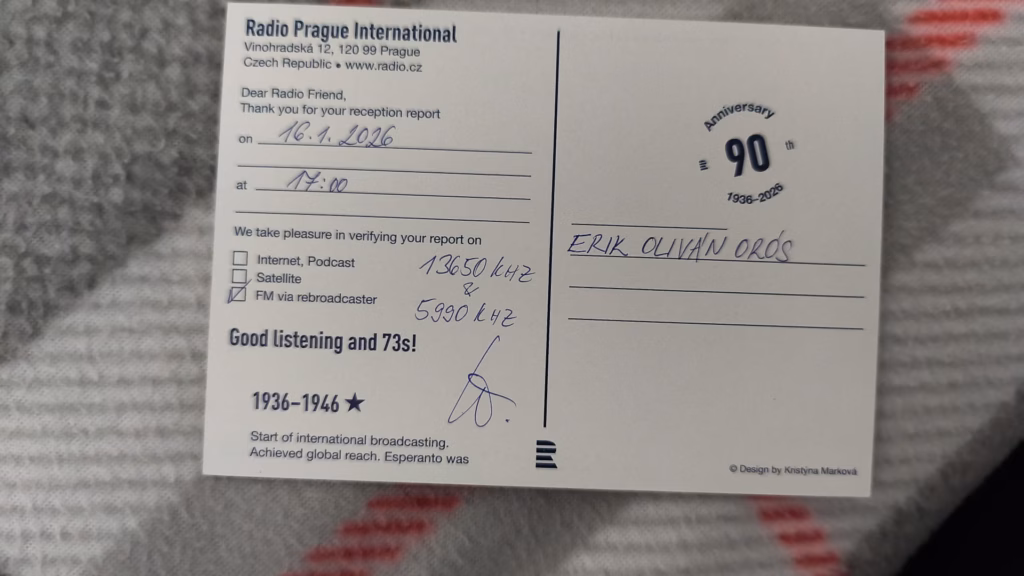 Radio Prague International
Vinohradská 12, 120 99 Prague
Czech Republic • www.radio.cz
Dear Radio Friend,
Thank you for your reception report
on 16.1.2026
at 17:00
We take pleasure in verifying your report on
Internet, Podcast
Satellite
FM via rebroadcaster
13650 kHz
&
5990 kHz
Good listening and 73s!
1936–1946 ★
Start of international broadcasting.
Achieved global reach. Esperanto was
Anniversary
90
th
1936–2026
ERIK OLIVÁN ORÓS
© Design by Kristýna Marková